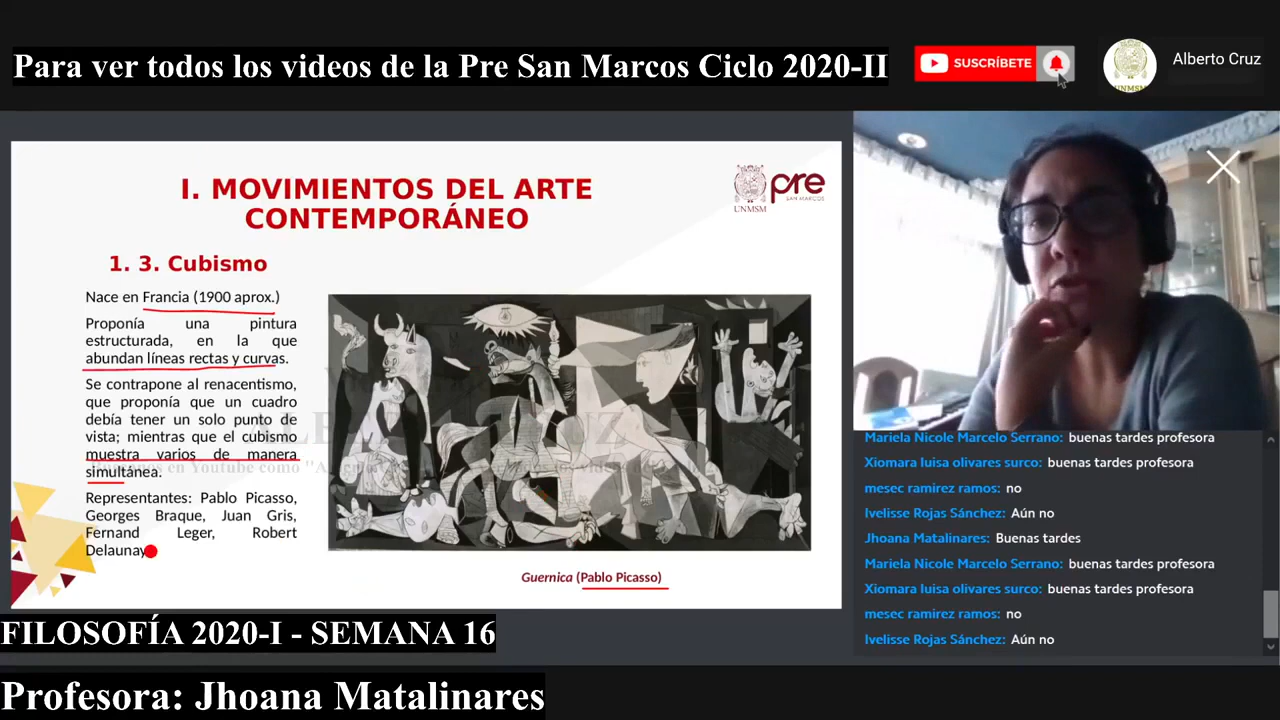 Para ver todos los videos de la Pre San Marcos Ciclo 2020-II
SUSCRÍBETE
UNMSM
Alberto Cruz
I. MOVIMIENTOS DEL ARTE
CONTEMPORÁNEO
UNMSM
pre
SAN MARCOS
1. 3. Cubismo
Nace en Francia (1900 aprox.)
Proponía una pintura
estructurada, en la que
abundan líneas rectas y curvas.
Se contrapone al renacentismo,
que proponía que un cuadro
debía tener un solo punto de
vista; mientras que el cubismo
muestra varios de manera
simultánea.
Representantes: Pablo Picasso,
Georges Braque, Juan Gris,
Fernand Leger, Robert
Delaunay
Guernica (Pablo Picasso)
Mariela Nicole Marcelo Serrano: buenas tardes profesora
Xiomara luisa olivares surco: buenas tardes profesora
mesec ramirez ramos: no
Ivelisse Rojas Sánchez: Aún no
Jhoana Matalinares: Buenas tardes
Mariela Nicole Marcelo Serrano: buenas tardes profesora
Xiomara luisa olivares surco: buenas tardes profesora
mesec ramirez ramos: no
Ivelisse Rojas Sánchez: Aún no
FILOSOFÍA 2020-I - SEMANA 16
Profesora: Jhoana Matalinares